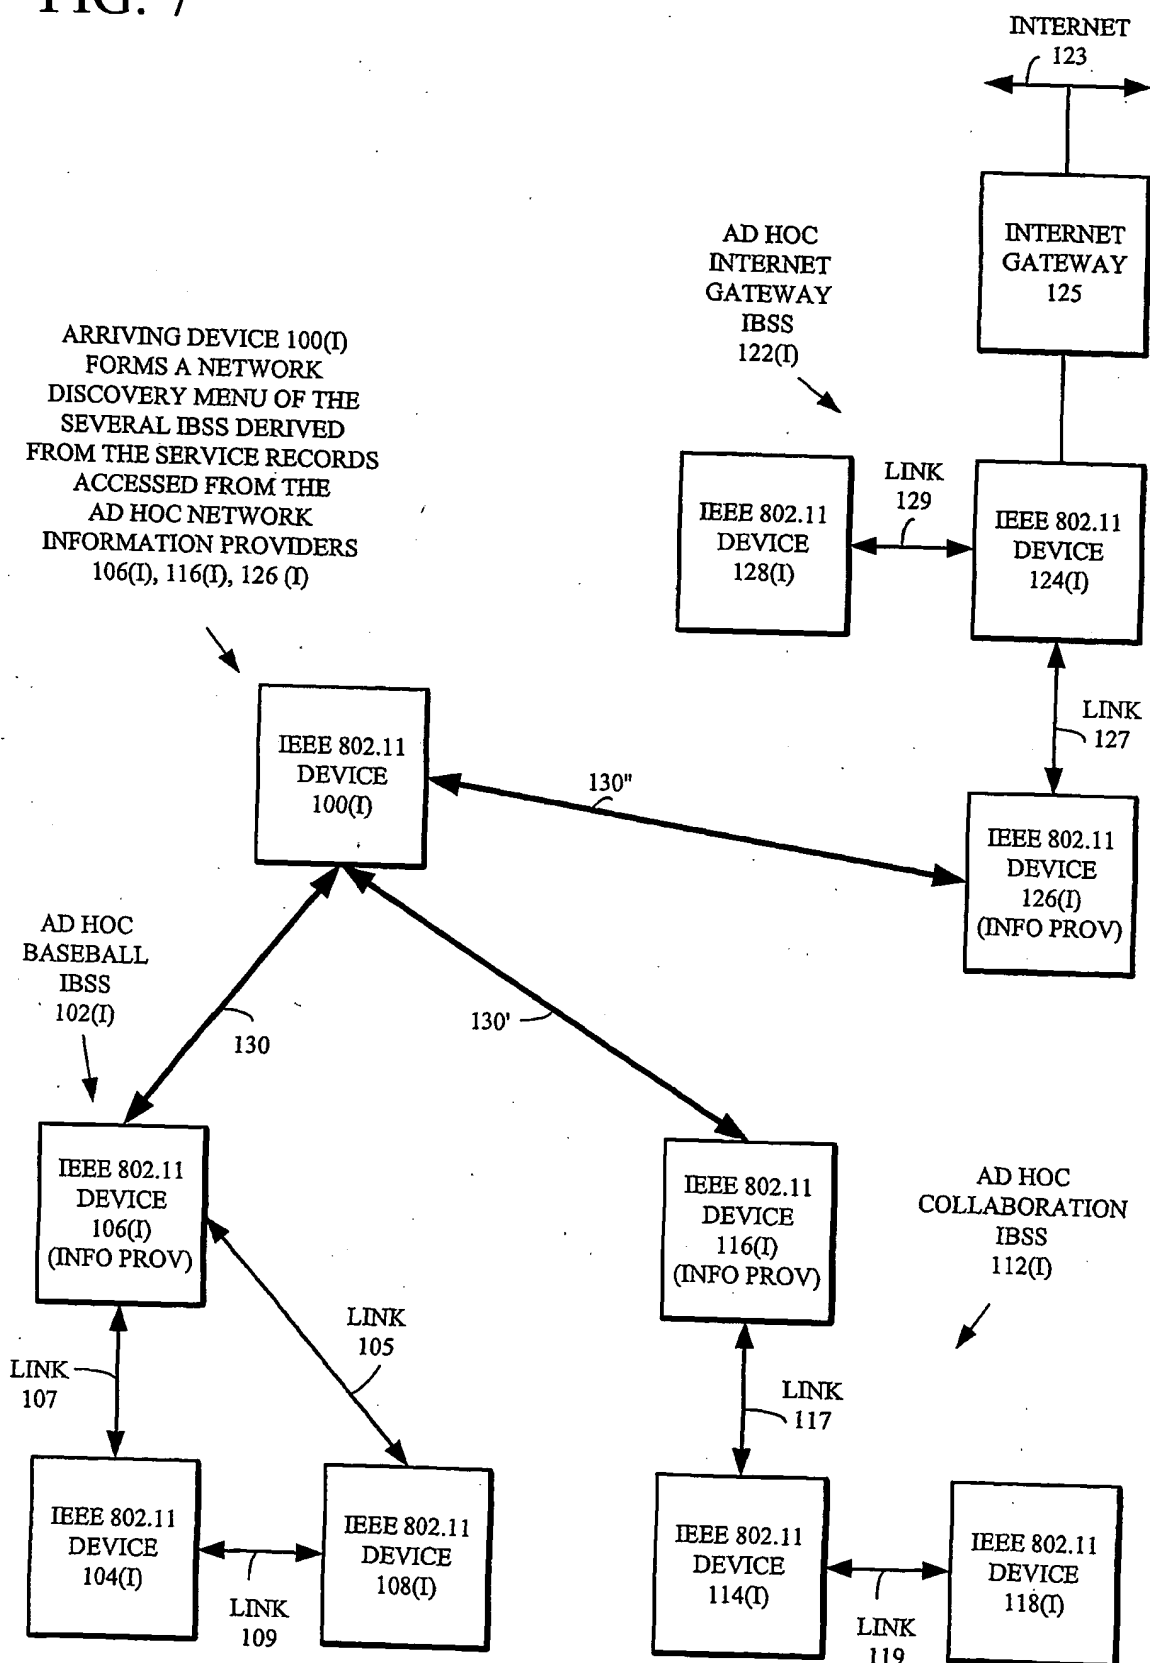 FIG. 7
INTERNET
123
INTERNET
GATEWAY
125
AD HOC
INTERNET
GATEWAY
IBSS
122(I)
ARRIVING DEVICE 100(I)
FORMS A NETWORK
DISCOVERY MENU OF THE
SEVERAL IBSS DERIVED
FROM THE SERVICE RECORDS
ACCESSED FROM THE
AD HOC NETWORK
INFORMATION PROVIDERS
106(I), 116(I), 126 (I)
IEEE 802.11
DEVICE
128(I)
LINK
129
IEEE 802.11
DEVICE
124(I)
LINK
127
IEEE 802.11
DEVICE
100(I)
130"
IEEE 802.11
DEVICE
126(I)
(INFO PROV)
AD HOC
BASEBALL
IBSS
102(I)
130
130'
IEEE 802.11
DEVICE
106(I)
(INFO PROV)
IEEE 802.11
DEVICE
116(I)
(INFO PROV)
AD HOC
COLLABORATION
IBSS
112(I)
LINK
105
LINK
107
LINK
117
IEEE 802.11
DEVICE
104(I)
LINK
109
IEEE 802.11
DEVICE
108(I)
IEEE 802.11
DEVICE
114(I)
LINK
119
IEEE 802.11
DEVICE
118(I)